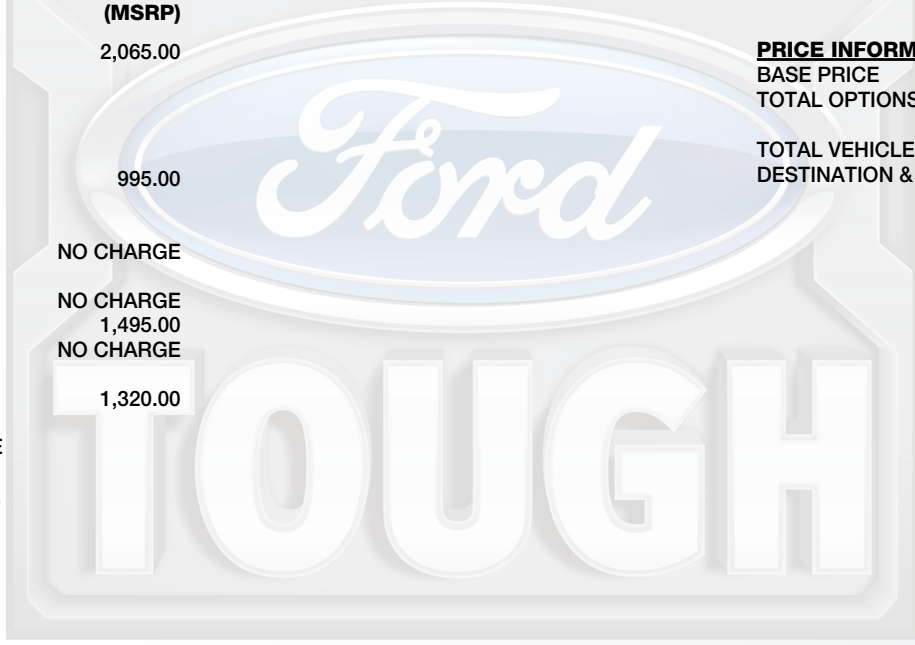 (MSRP)
2,065.00
995.00
NO CHARGE
NO CHARGE
1,495.00
NO CHARGE
1,320.00
PRICE INFORM
BASE PRICE
TOTAL OPTIONS
TOTAL VEHICLE
DESTINATION &
Ford
TOUGH